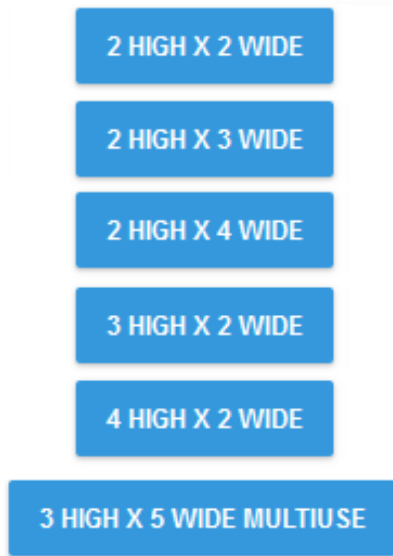 2 HIGH X 2 WIDE
2 HIGH X 3 WIDE
2 HIGH X 4 WIDE
3 HIGH X 2 WIDE
4 HIGH X 2 WIDE
3 HIGH X 5 WIDE MULTIUSE